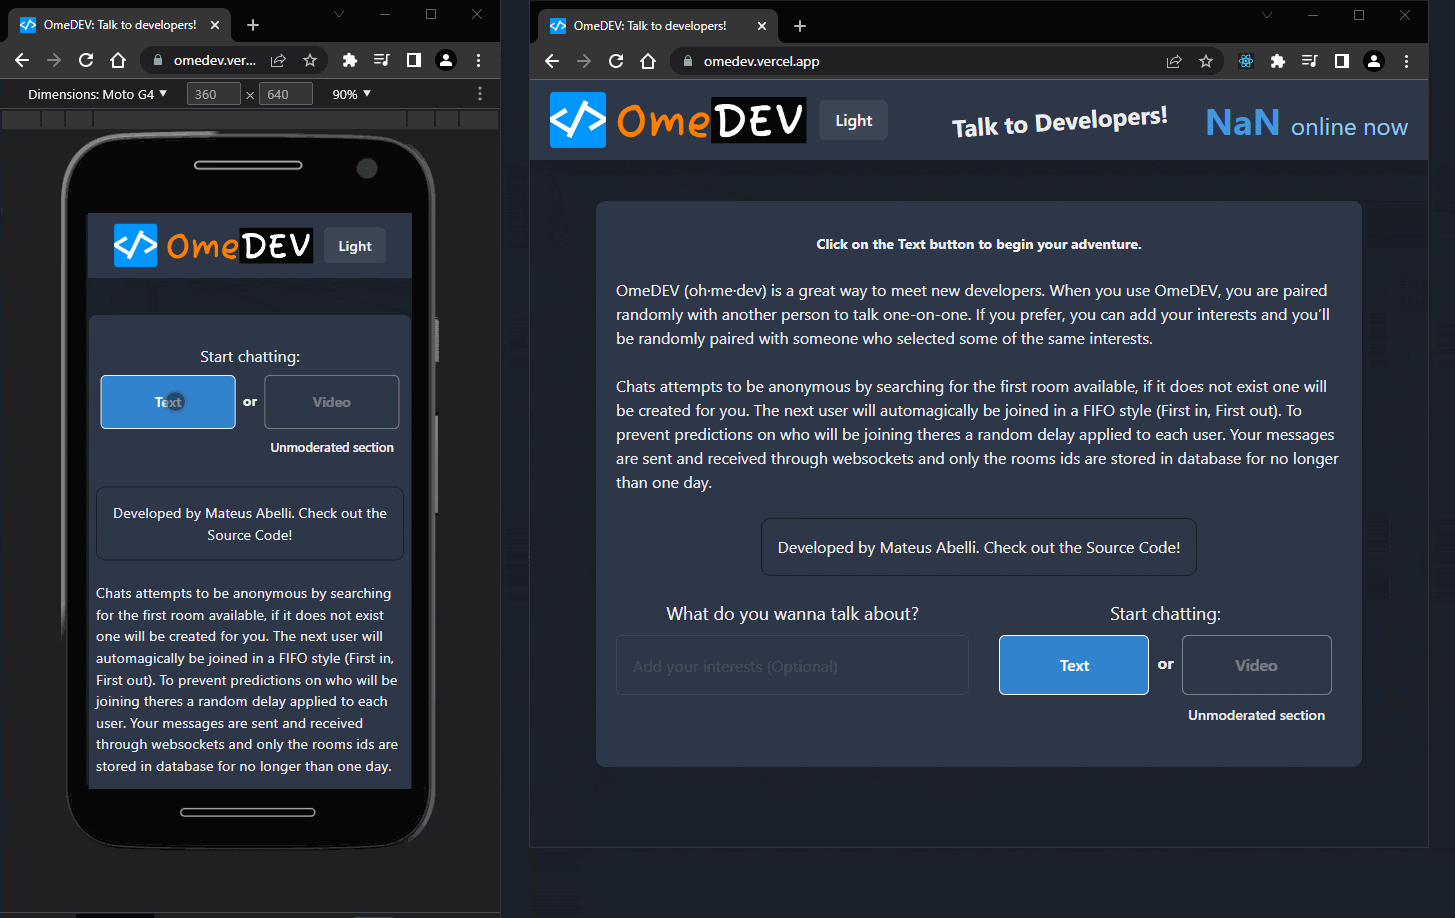 OmeDEV: Talk to developers!
omedev.ver...
Dimensions: Moto G4
360 × 640
90%
OmeDEV
Light
Start chatting:
Text or Video
Unmoderated section
Developed by Mateus Abelli. Check out the
Source Code!
Chats attempts to be anonymous by searching
for the first room available, if it does not exist
one will be created for you. The next user will
automagically be joined in a FIFO style (First in,
First out). To prevent predictions on who will be
joining theres a random delay applied to each
user. Your messages are sent and received
through websockets and only the rooms ids are
stored in database for no longer than one day.
OmeDEV: Talk to developers!
omedev.vercel.app
OmeDEV
Light
Talk to Developers!
NaN online now
Click on the Text button to begin your adventure.
OmeDEV (oh·me·dev) is a great way to meet new developers. When you use OmeDEV, you are paired
randomly with another person to talk one-on-one. If you prefer, you can add your interests and you’ll
be randomly paired with someone who selected some of the same interests.
Chats attempts to be anonymous by searching for the first room available, if it does not exist one will
be created for you. The next user will automagically be joined in a FIFO style (First in, First out). To
prevent predictions on who will be joining theres a random delay applied to each user. Your messages
are sent and received through websockets and only the rooms ids are stored in database for no longer
than one day.
Developed by Mateus Abelli. Check out the Source Code!
What do you wanna talk about?
Add your interests (Optional)
Start chatting:
Text or Video
Unmoderated section